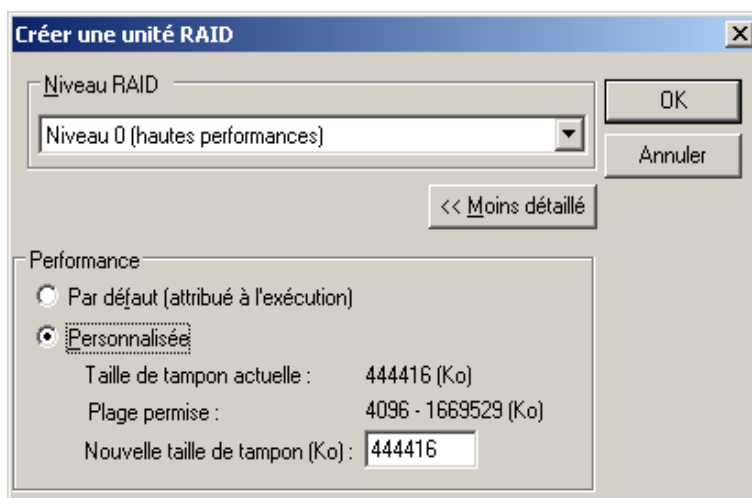 Créer une unité RAID
Niveau RAID
Niveau 0 (hautes performances)
OK
Annuler
<< Moins détaillé
Performance
Par défaut (attribué à l'exécution)
Personnalisée
Taille de tampon actuelle : 444416 (Ko)
Plage permise : 4096 - 1669529 (Ko)
Nouvelle taille de tampon (Ko) : 444416